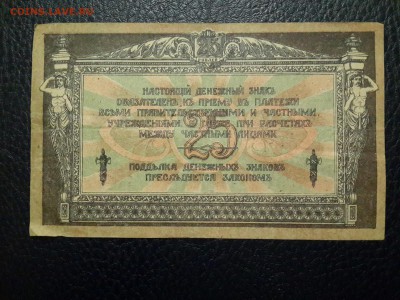 COINS.LAVE.RU
25
НАСТОЯЩІЙ ДЕНЕЖНЫЙ ЗНАКЪ
ОБЯЗАТЕЛЕНЪ КЪ ПРІЕМУ ВЪ ПЛАТЕЖИ
ВСѢМИ ПРАВИТЕЛЬСТВЕННЫМИ И ЧАСТНЫМИ
УЧРЕЖДЕНІЯМИ ПРИ РАСЧЕТАХЪ
МЕЖДУ ЧАСТНЫМИ ЛИЦАМИ
25
ПОДДѢЛКА ДЕНЕЖНЫХЪ ЗНАКОВЪ
ПРЕСЛѢДУЕТСЯ ЗАКОНОМЪ